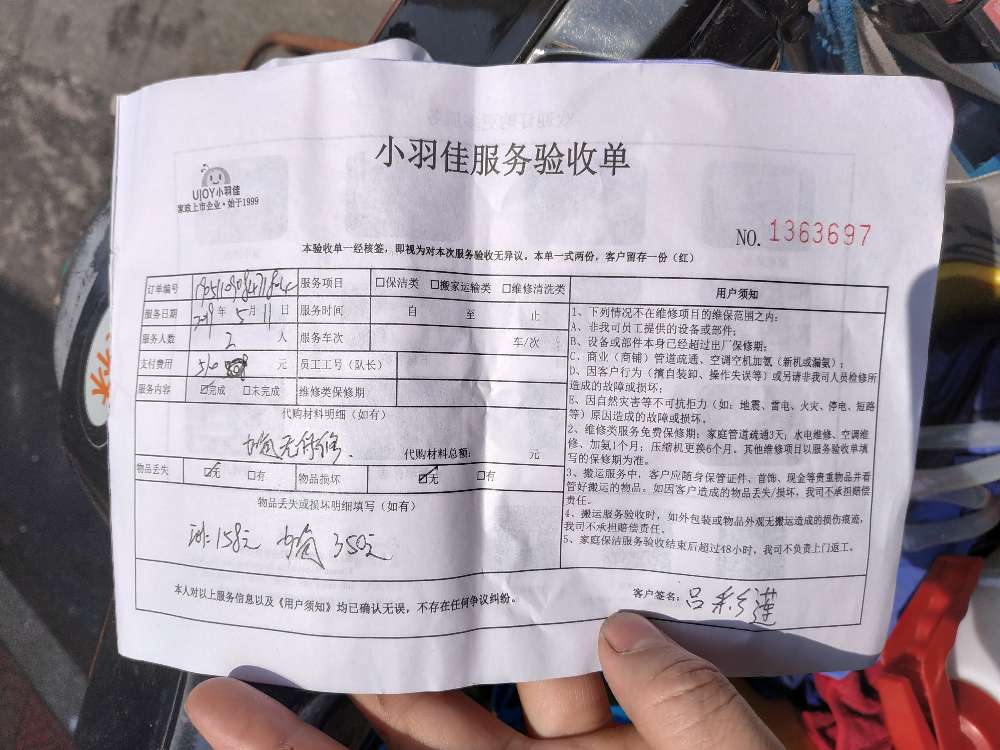 小羽佳服务验收单
UJOY小羽佳
家政上市企业·始于1999
NO. 1363697
本验收单一经核签，即视为对本次服务验收无异议。本单一式两份，客户留存一份（红）
订单编号 服务项目 □保洁类 □搬家运输类 □维修清洗类
服务日期 2019 年 5 月 11 日 服务时间 自 至 止
服务人数 2 人 服务车次 车/次
支付费用 元 员工工号（队长）
服务内容 ☑完成 □未完成 维修类保修期
代购材料明细（如有）
加氨无保修.
代购材料总额: 元
物品丢失 ☑无 □有 物品损坏 ☑无 □有
物品丢失或损坏明细填写（如有）
158元 加氨 350元
用户须知
1、下列情况不在维修项目的维保范围之内:
A、非我司员工提供的设备或部件;
B、设备或部件本身已经超过出厂保修期;
C、商业（商铺）管道疏通、空调空机加氨（新机或漏氨）;
D、因客户行为（擅自装卸、操作失误等）或另请非我司人员检修所
造成的故障或损坏;
E、因自然灾害等不可抗拒力（如: 地震、雷电、火灾、停电、短路
等）原因造成的故障或损坏.
2、维修类服务免费保修期: 家庭管道疏通3天; 水电维修、空调维
修、加氨1个月; 压缩机更换6个月。其他维修项目以服务验收单填
写的保修期为准。
3、搬运服务中，客户应随身保管证件、首饰、现金等贵重物品并看
管好搬运的物品。如因客户造成的物品丢失/损坏，我司不承担赔偿
责任.
4、搬运服务验收时，如外包装或物品外观无搬运造成的损伤痕迹，
我司不承担赔偿责任.
5、家庭保洁服务验收结束后超过48小时，我司不负责上门返工。
本人对以上服务信息以及《用户须知》均已确认无误，不存在任何争议纠纷。
客户签名: 吕彩莲